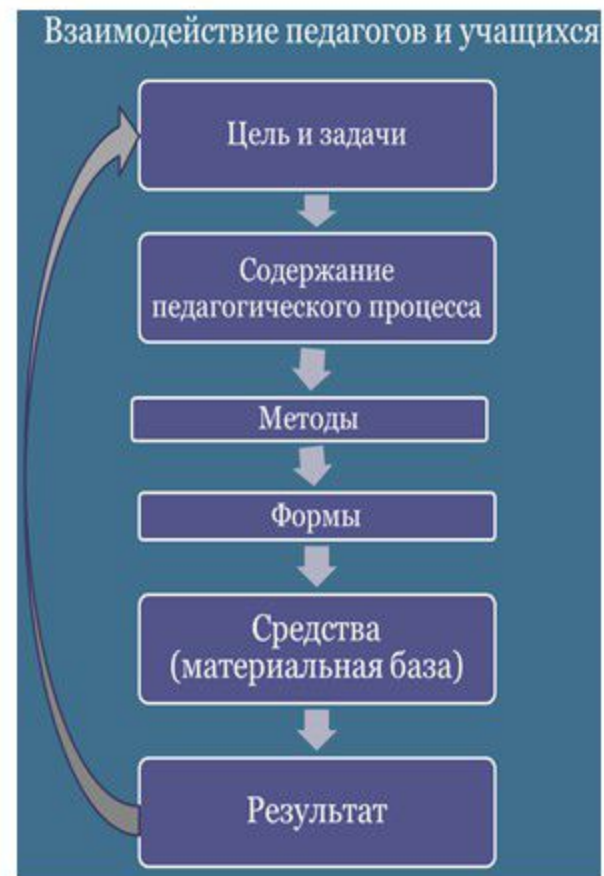 Взаимодействие педагогов и учащихся
Цель и задачи
Содержание
педагогического процесса
Методы
Формы
Средства
(материальная база)
Результат